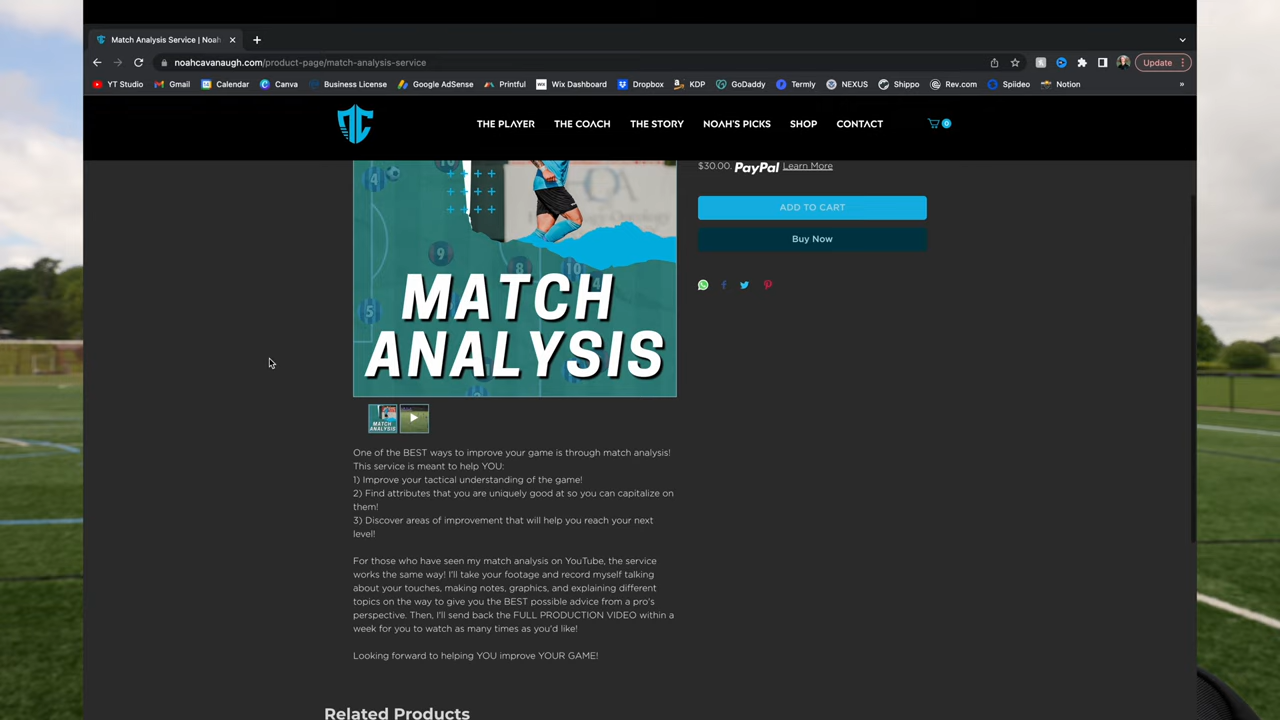 Match Analysis Service | Noah
noahcavanaugh.com/product-page/match-analysis-service
Update
YT Studio Gmail Calendar Canva Business License Google AdSense Printful Wix Dashboard Dropbox KDP GoDaddy Termly NEXUS Shippo Rev.com Spiideo Notion
THE PLAYER THE COACH THE STORY NOAH'S PICKS SHOP CONTACT 0
$30.00. PayPal Learn More
ADD TO CART
Buy Now
4
9
8
10
5
MATCH
ANALYSIS
MATCH
ANALYSIS
One of the BEST ways to improve your game is through match analysis!
This service is meant to help YOU:
1) Improve your tactical understanding of the game!
2) Find attributes that you are uniquely good at so you can capitalize on
them!
3) Discover areas of improvement that will help you reach your next
level!
For those who have seen my match analysis on YouTube, the service
works the same way! I'll take your footage and record myself talking
about your touches, making notes, graphics, and explaining different
topics on the way to give you the BEST possible advice from a pro's
perspective. Then, I'll send back the FULL PRODUCTION VIDEO within a
week for you to watch as many times as you'd like!
Looking forward to helping YOU improve YOUR GAME!
Related Products